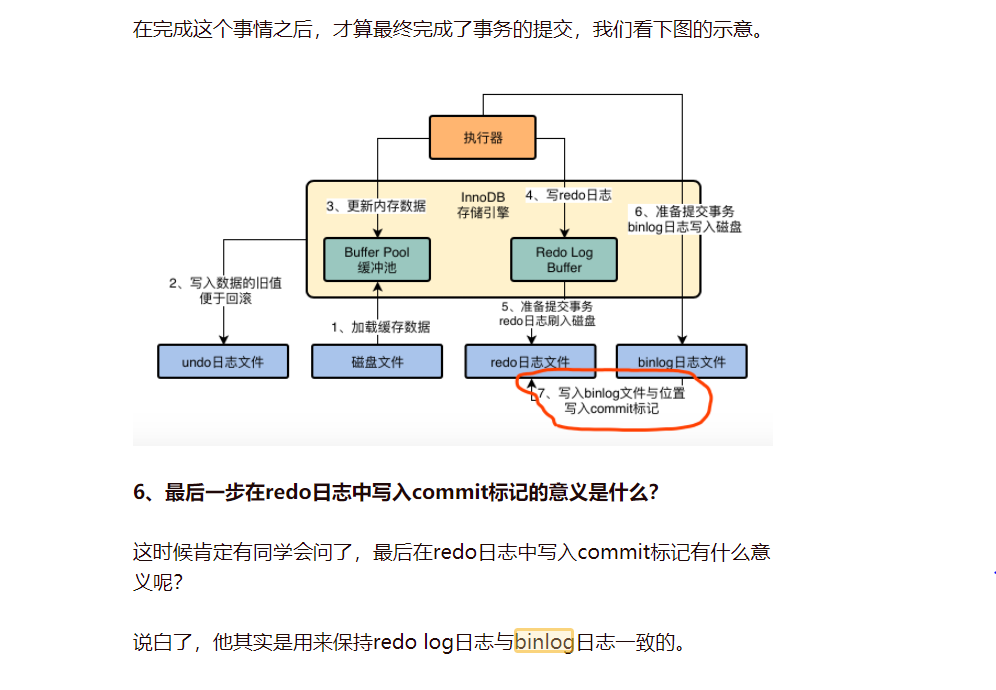 在完成这个事情之后，才算最终完成了事务的提交，我们看下图的示意。
执行器
3、更新内存数据
InnoDB
存储引擎
4、写redo日志
6、准备提交事务
binlog日志写入磁盘
Buffer Pool
缓冲池
Redo Log
Buffer
2、写入数据的旧值
便于回滚
1、加载缓存数据
5、准备提交事务
redo日志刷入磁盘
undo日志文件
磁盘文件
redo日志文件
binlog日志文件
7、写入binlog文件与位置
写入commit标记
6、最后一步在redo日志中写入commit标记的意义是什么？
这时候肯定有同学会问了，最后在redo日志中写入commit标记有什么意
义呢？
说白了，他其实是用来保持redo log日志与binlog日志一致的。